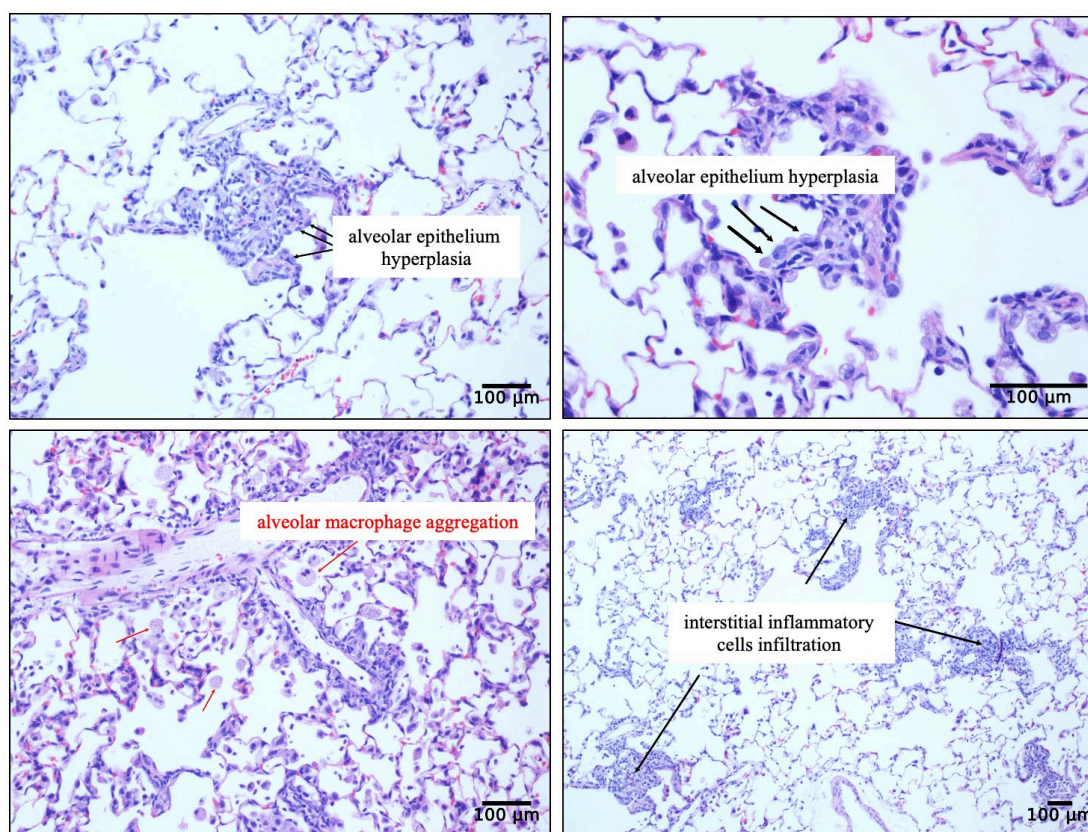 alveolar epithelium
hyperplasia
100 μm
alveolar epithelium hyperplasia
100 μm
alveolar macrophage aggregation
100 μm
interstitial inflammatory
cells infiltration
100 μm